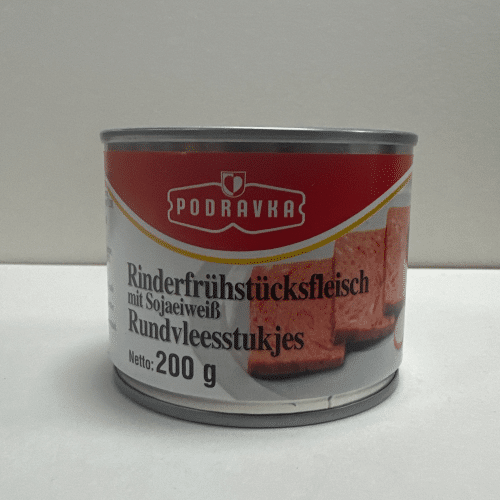 PODRAVKA
Rinderfrühstücksfleisch
mit Sojaeiweiß
Rundvleesstukjes
Netto: 200 g